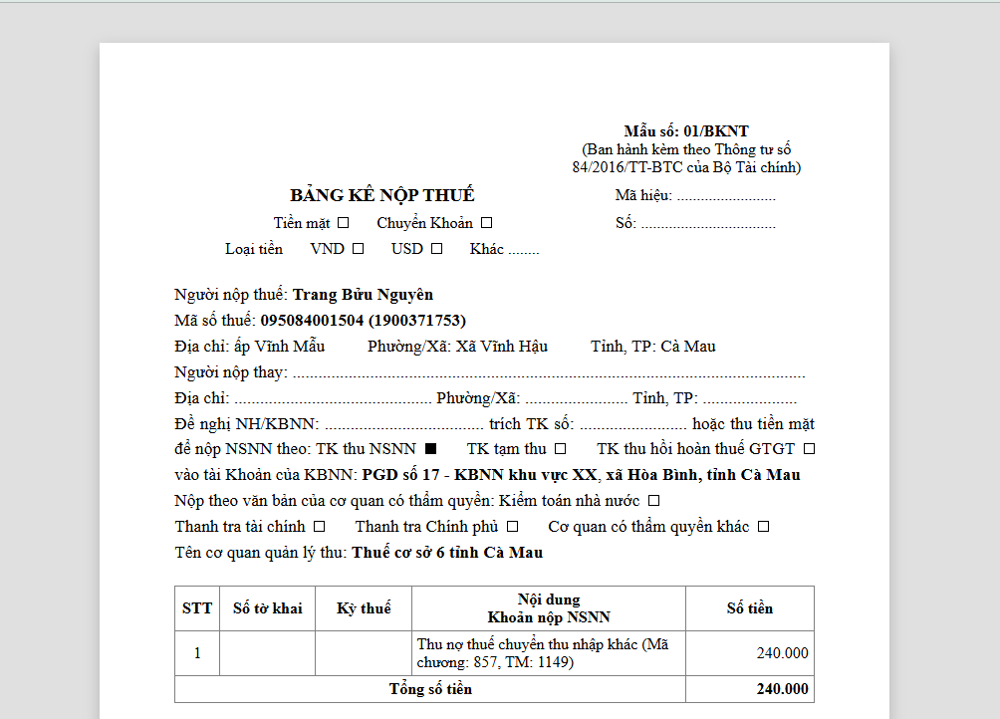 Mẫu số: 01/BKNT
(Ban hành kèm theo Thông tư số
84/2016/TT-BTC của Bộ Tài chính)
BẢNG KÊ NỘP THUẾ
Mã hiệu: .........................
Tiền mặt ☐ Chuyển Khoản ☐
Số: ..................................
Loại tiền VND ☐ USD ☐ Khác ........
Người nộp thuế: Trang Bửu Nguyên
Mã số thuế: 095084001504 (1900371753)
Địa chỉ: ấp Vĩnh Mẫu Phường/Xã: Xã Vĩnh Hậu Tỉnh, TP: Cà Mau
Người nộp thay: .................................................................................................................................
Địa chỉ: .................................................. Phường/Xã: .......................... Tỉnh, TP: ........................
Đề nghị NH/KBNN: ........................................ trích TK số: ........................... hoặc thu tiền mặt
để nộp NSNN theo: TK thu NSNN ■ TK tạm thu ☐ TK thu hồi hoàn thuế GTGT ☐
vào tài Khoản của KBNN: PGD số 17 - KBNN khu vực XX, xã Hòa Bình, tỉnh Cà Mau
Nộp theo văn bản của cơ quan có thẩm quyền: Kiểm toán nhà nước ☐
Thanh tra tài chính ☐ Thanh tra Chính phủ ☐ Cơ quan có thẩm quyền khác ☐
Tên cơ quan quản lý thu: Thuế cơ sở 6 tỉnh Cà Mau
STT Số tờ khai Kỳ thuế Nội dung Số tiền
Khoản nộp NSNN
1 Thu nợ thuế chuyển thu nhập khác (Mã 240.000
chương: 857, TM: 1149)
Tổng số tiền 240.000